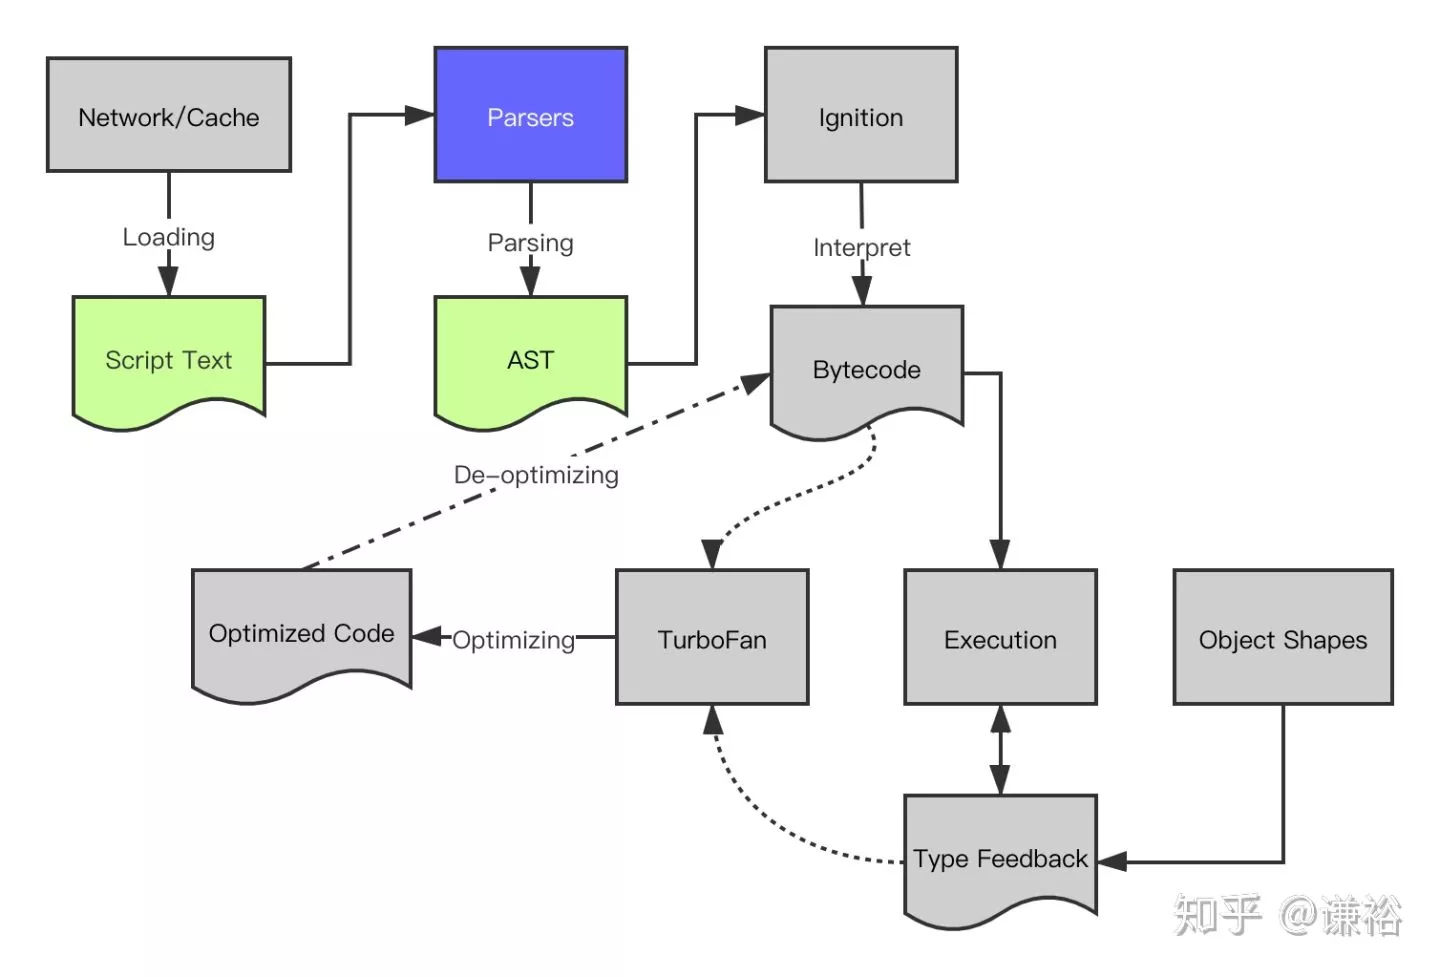 Network/Cache
Parsers
Ignition
Loading
Parsing
Interpret
Script Text
AST
Bytecode
De-optimizing
Optimized Code
Optimizing
TurboFan
Execution
Object Shapes
Type Feedback
知乎 @谦裕